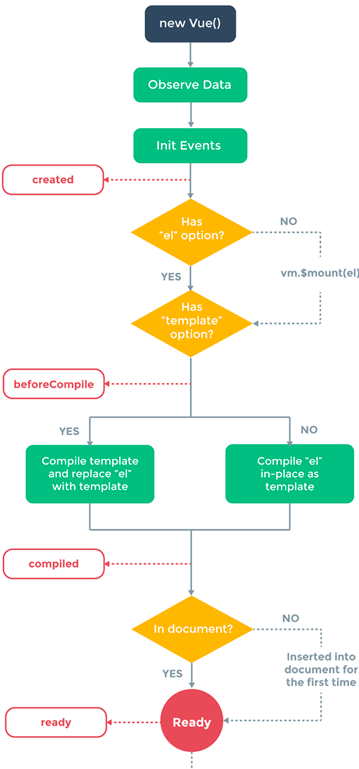 new Vue()
Observe Data
Init Events
created
Has
"el" option?
NO
vm.$mount(el)
YES
Has
"template"
option?
beforeCompile
YES
NO
Compile template
and replace "el"
with template
Compile "el"
in-place as
template
compiled
In document?
NO
Inserted into
document for
the first time
YES
Ready
ready